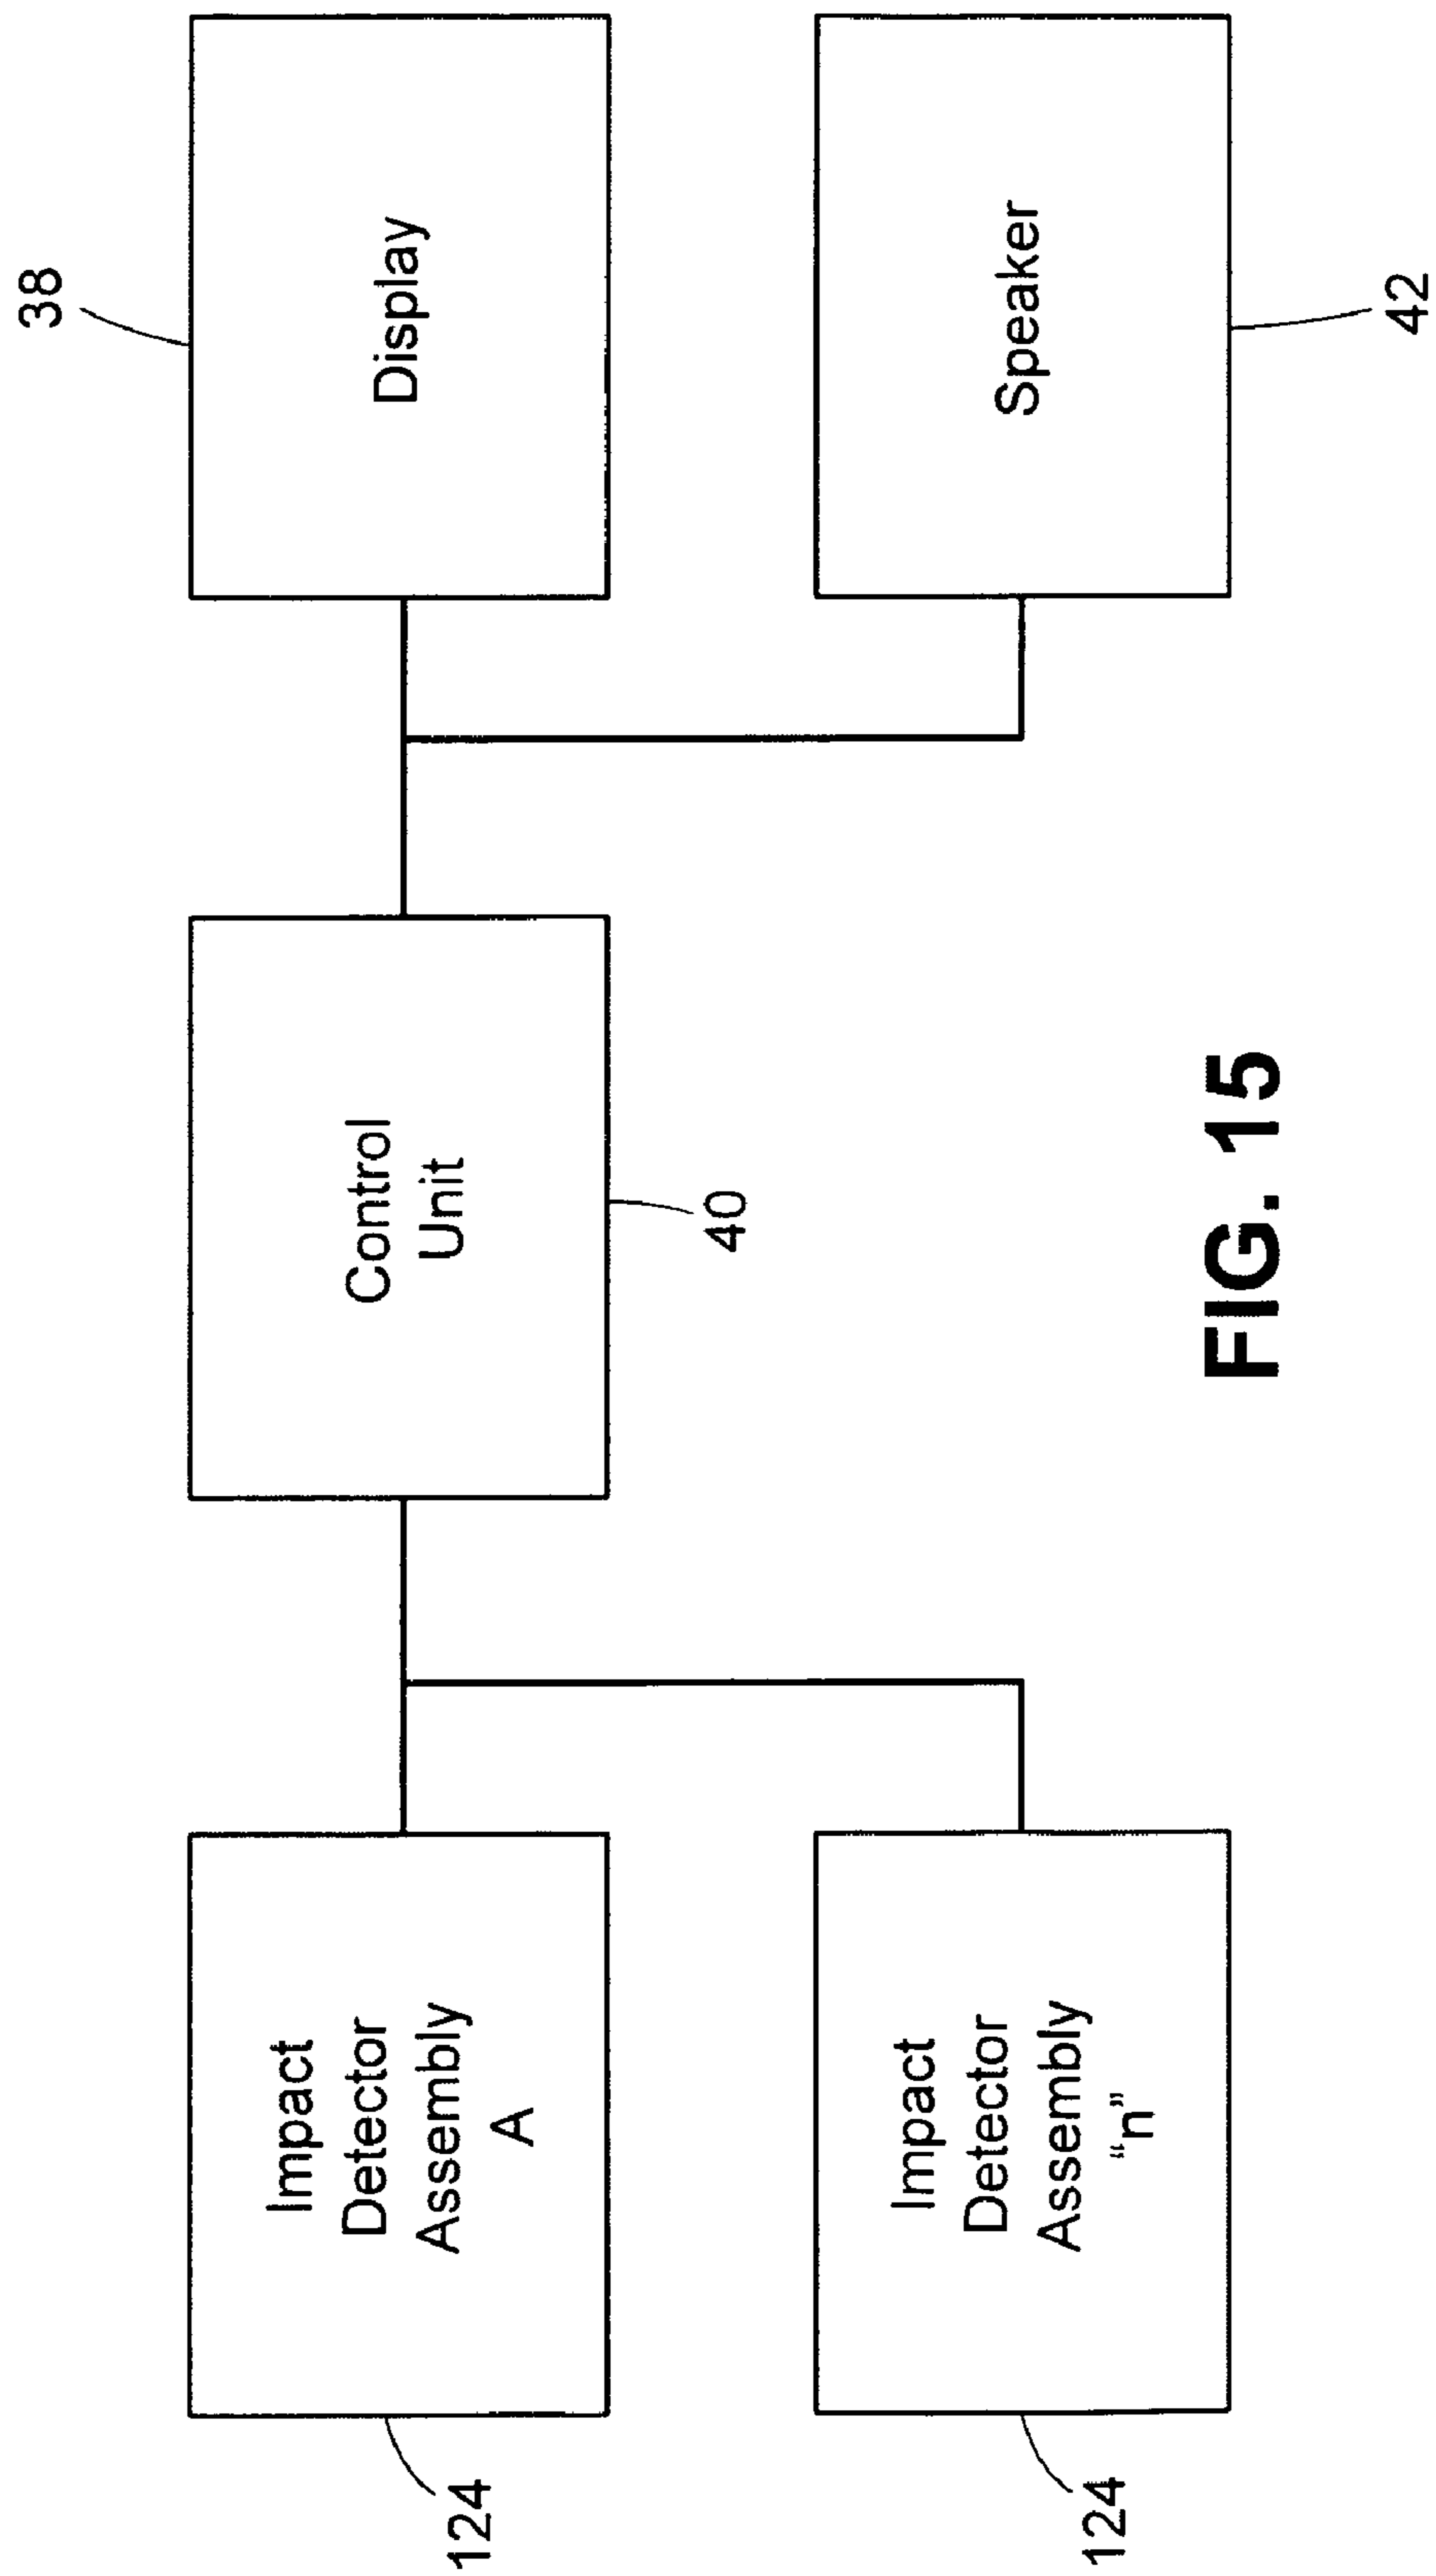 124
Impact
Detector
Assembly
A
Control
Unit
40
38
Display
124
Impact
Detector
Assembly
“n”
Speaker
42
FIG. 15